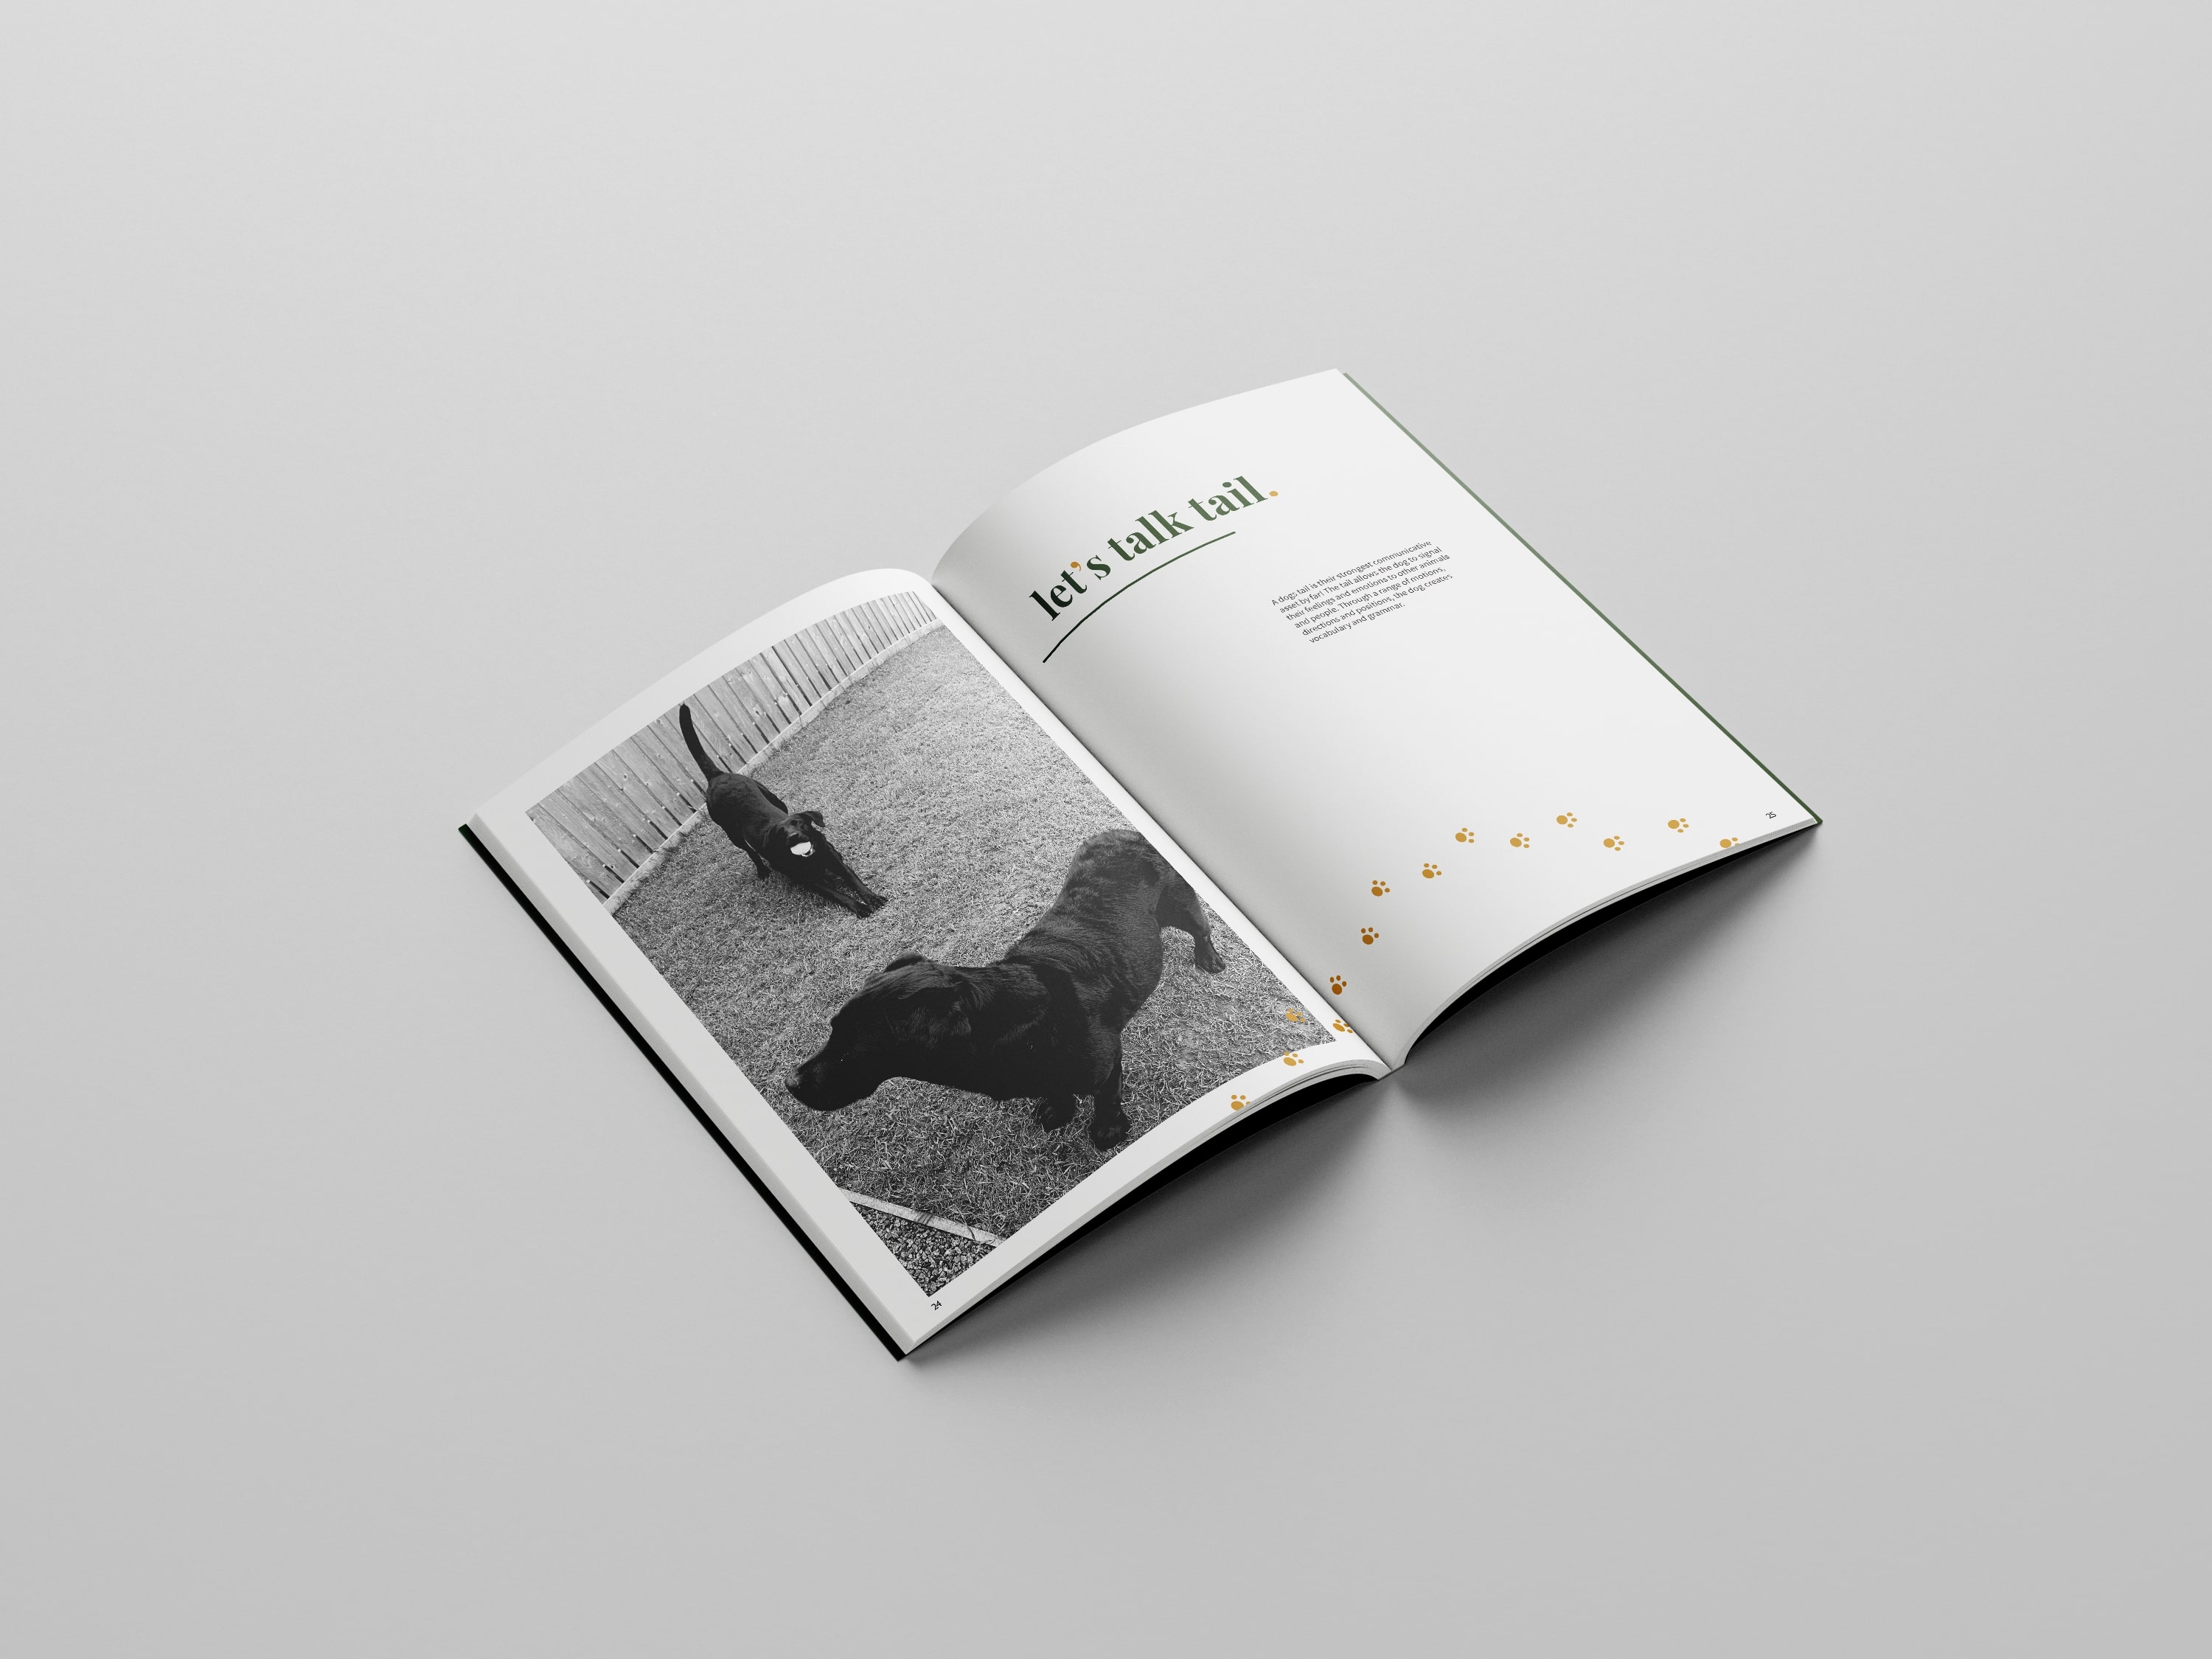 24
let's talk tail.
A dogs tail is their strongest communicative
asset by far! The tail allows the dog to signal
their feelings and emotions to other animals
and people. Through a range of motions,
directions and positions, the dog creates
vocabulary and grammar.
25